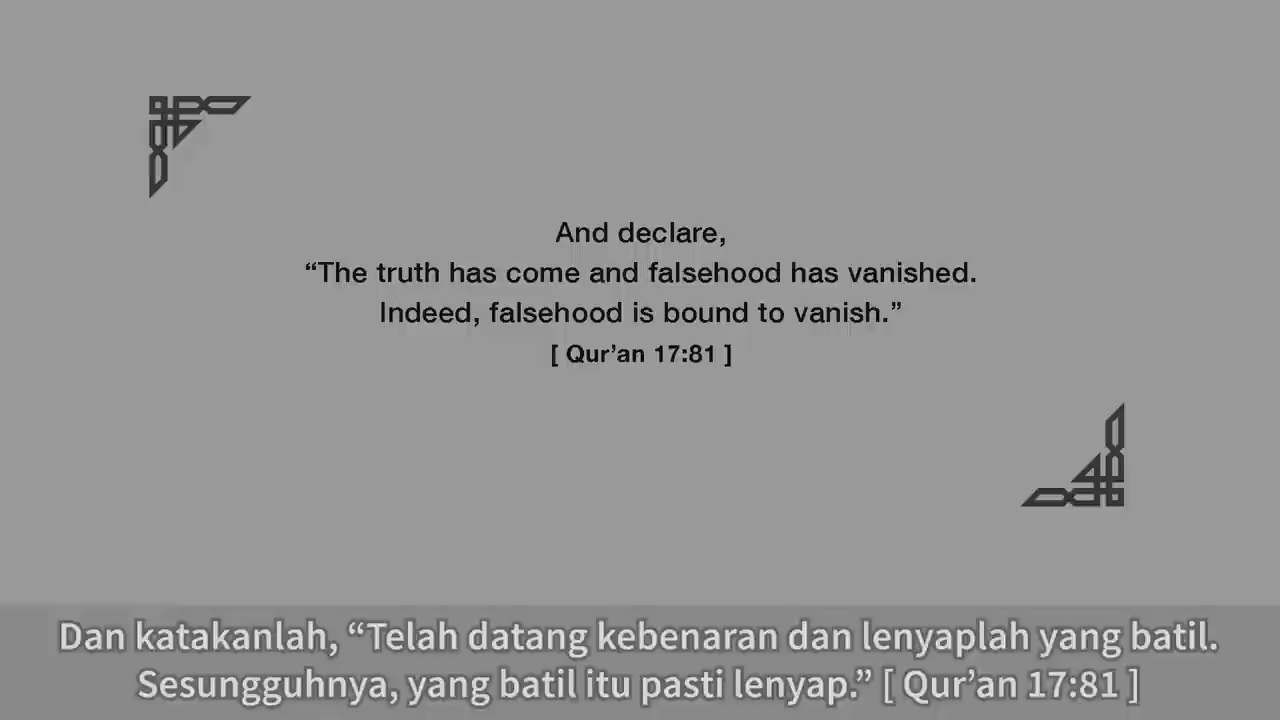 And declare,
“The truth has come and falsehood has vanished.
Indeed, falsehood is bound to vanish.”
[ Qur’an 17:81 ]
Dan katakanlah, “Telah datang kebenaran dan lenyaplah yang batil.
Sesungguhnya, yang batil itu pasti lenyap.” [ Qur’an 17:81 ]